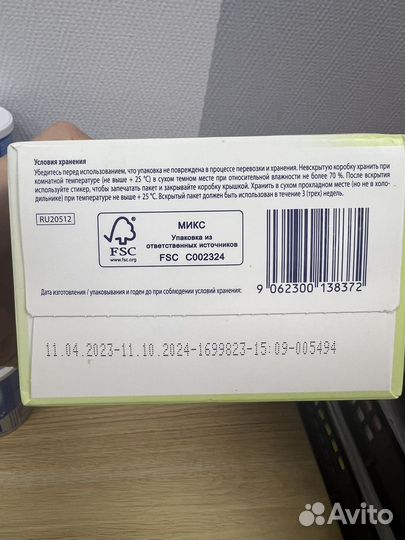 Условия хранения
Убедитесь перед использованием, что упаковка не повреждена в процессе перевозки и хранения. Невскрытую коробку хранить при
комнатной температуре (не выше + 25 °C) в сухом темном месте при относительной влажности не более 70 %. После вскрытия
используйте стикер, чтобы запечатать пакет и закрывайте коробку крышкой. Хранить в сухом прохладном месте (но не в холо-
дильнике) при температуре не выше + 25 °C. Вскрытый пакет должен быть использован в течение 3 (трех) недель.
RU20512
FSC
www.fsc.org
МИКС
Упаковка из
ответственных источников
FSC C002324
Дата изготовления / упаковывания и годен до при соблюдении условий хранения:
9 062300 138372
11.04.2023-11.10.2024-1699823-15:09-005494
Avito